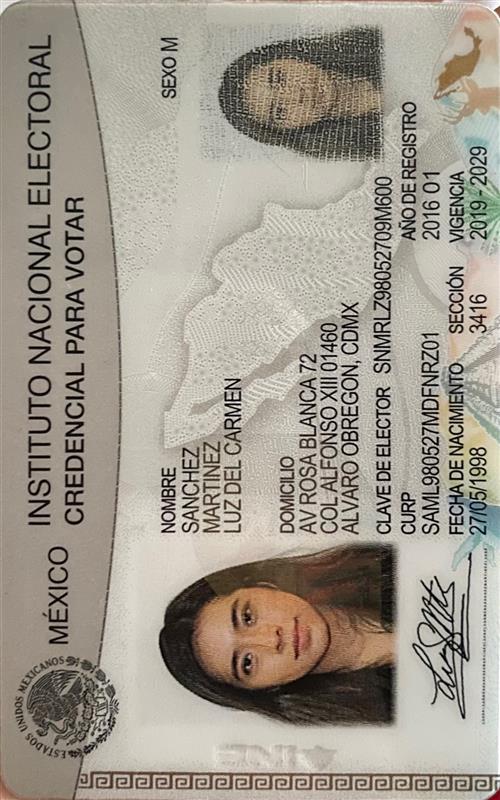 ESTADOS UNIDOS MEXICANOS
MÉXICO
INSTITUTO NACIONAL ELECTORAL
CREDENCIAL PARA VOTAR
NOMBRE
SANCHEZ
MARTINEZ
LUZ DEL CARMEN
SEXO M
DOMICILIO
AV ROSA BLANCA 72
COL ALFONSO XIII 01460
ALVARO OBREGON, CDMX
CLAVE DE ELECTOR SNMRLZ98052709M600
CURP
SAML980527MDFNRZ01
AÑO DE REGISTRO
2016 01
FECHA DE NACIMIENTO
27/05/1998
SECCIÓN
3416
VIGENCIA
2019 - 2029
INE